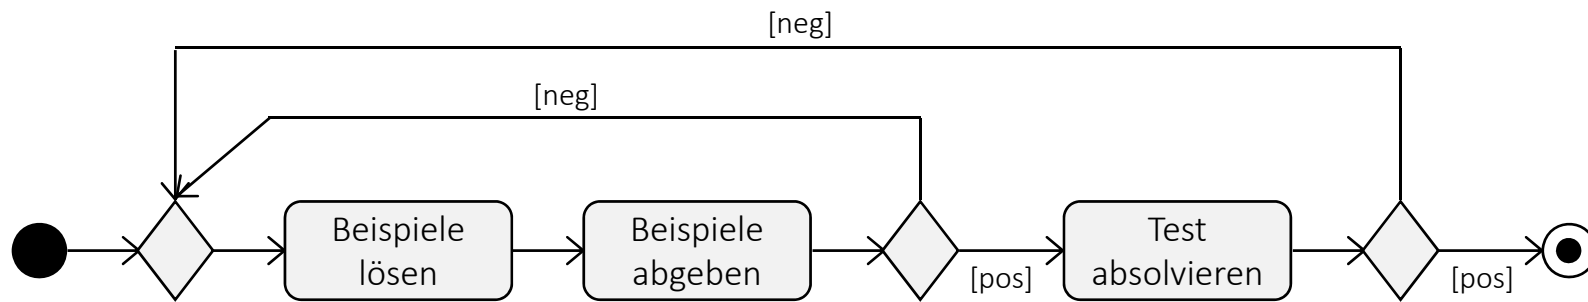 [neg]
[neg]
Beispiele
lösen
Beispiele
abgeben
[pos]
Test
absolvieren
[pos]